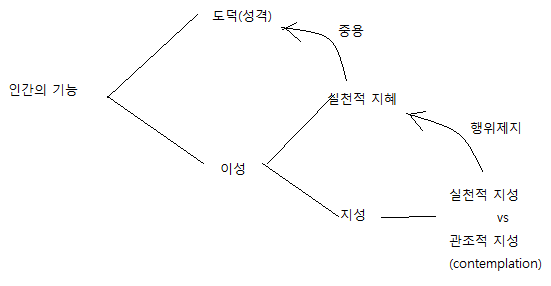 도덕(성격)
중용
인간의 기능
실천적 지혜
행위제지
이성
실천적 지성
지성
vs
관조적 지성
(contemplation)